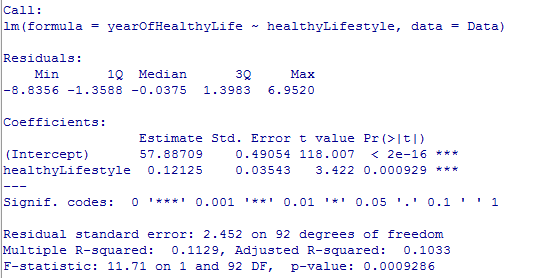 Call:
lm(formula = yearOfHealthyLife ~ healthyLifestyle, data = Data)
Residuals:
Min 1Q Median 3Q Max
-8.8356 -1.3588 -0.0375 1.3983 6.9520
Coefficients:
Estimate Std. Error t value Pr(>|t|)
(Intercept) 57.88709 0.49054 118.007 < 2e-16 ***
healthyLifestyle 0.12125 0.03543 3.422 0.000929 ***
---
Signif. codes: 0 '***' 0.001 '**' 0.01 '*' 0.05 '.' 0.1 ' ' 1
Residual standard error: 2.452 on 92 degrees of freedom
Multiple R-squared: 0.1129, Adjusted R-squared: 0.1033
F-statistic: 11.71 on 1 and 92 DF, p-value: 0.0009286